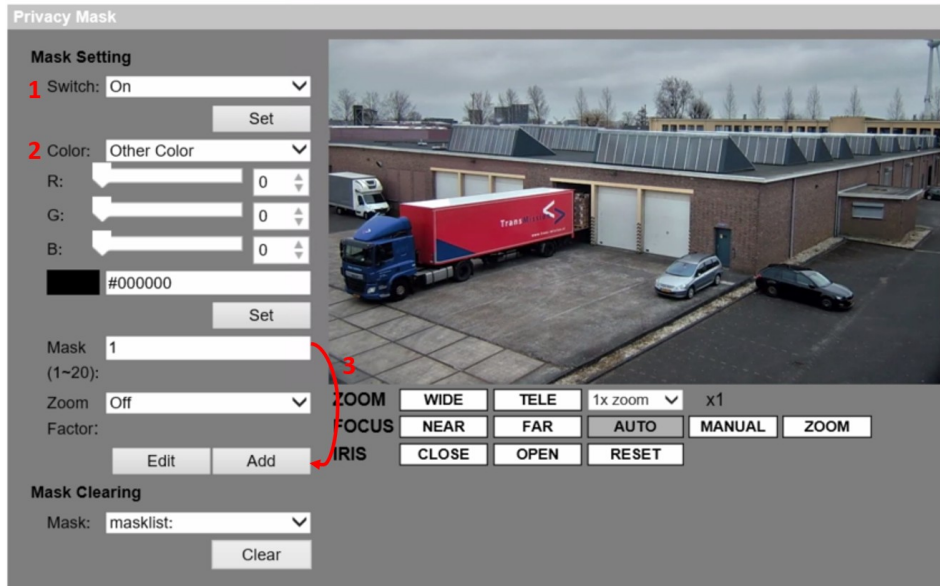 Privacy Mask
Mask Setting
1 Switch: On
Set
2 Color: Other Color
R: 0
G: 0
B: 0
#000000
Set
Mask 1
(1~20):
3
Zoom Off
Factor:
Edit Add
Mask Clearing
Mask: masklist:
Clear
TransMission
ZOOM WIDE TELE 1x zoom x1
FOCUS NEAR FAR AUTO MANUAL ZOOM
IRIS CLOSE OPEN RESET